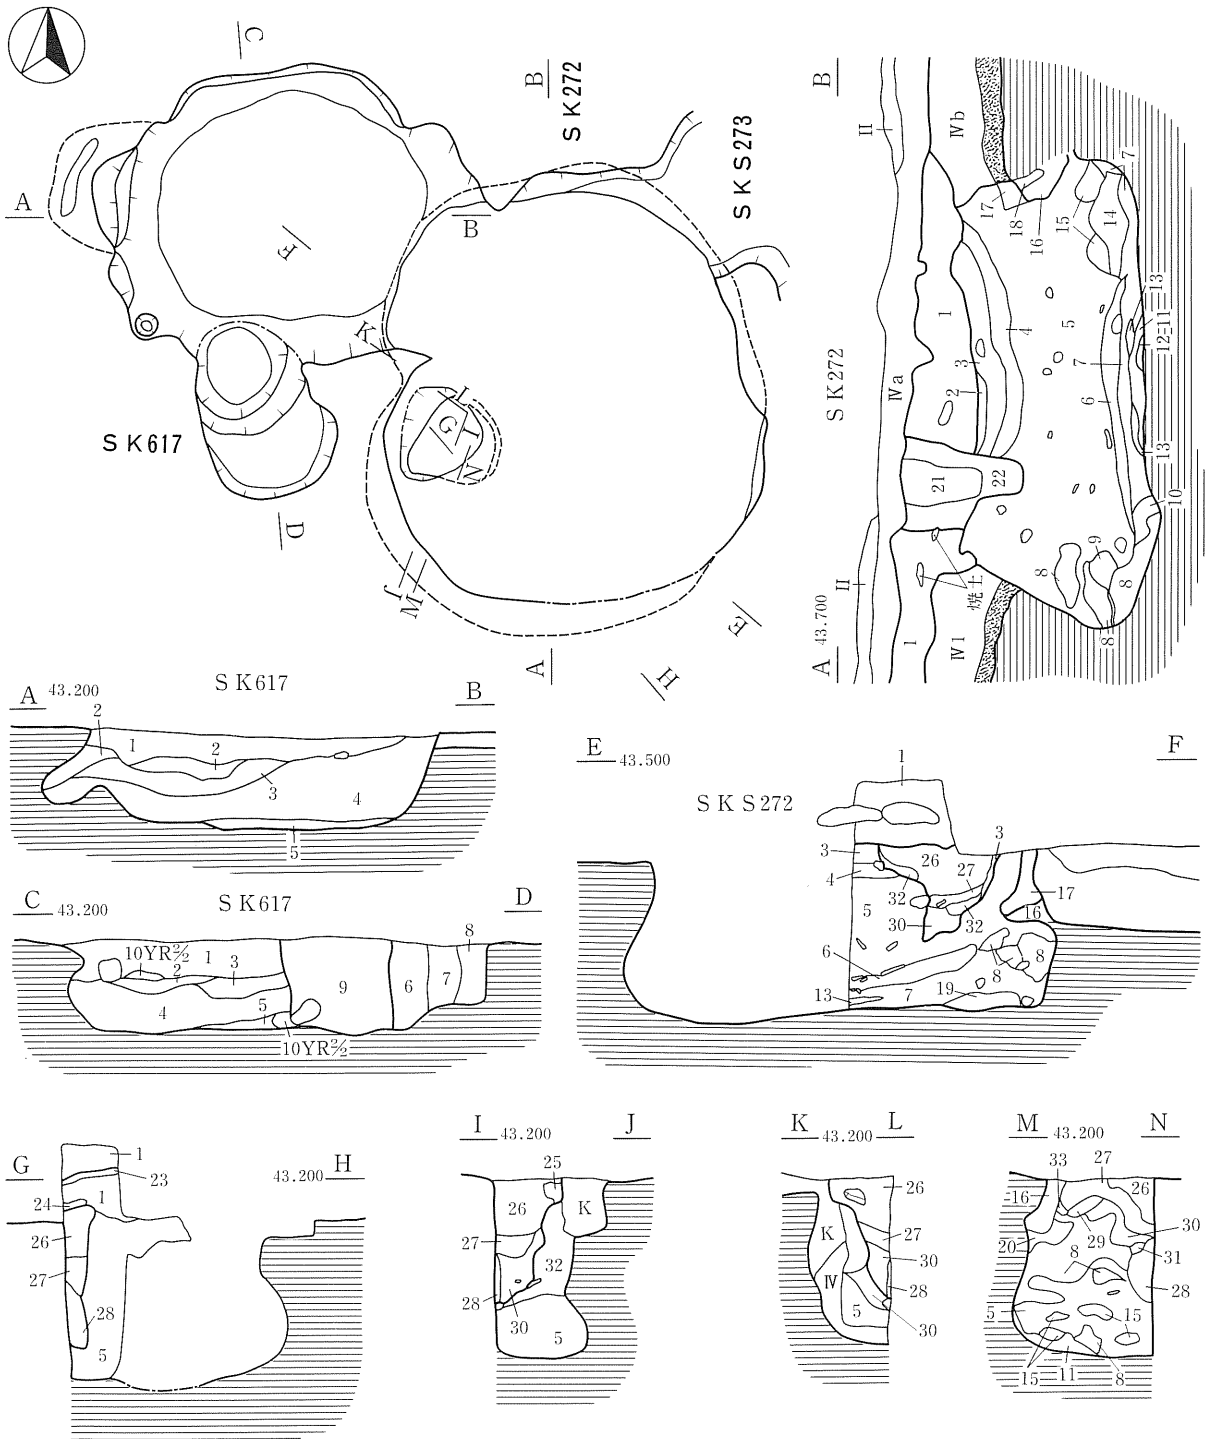 C
B
SK272
SKS273
A
B
F
K
L
G
I
N
SK617
D
J
M
A
E
H
B
II
IVb
SK272
IVa
1
2
3
4
5
6
7
7
8
8
8
9
10
11
12
13
13
14
15
16
17
18
21
22
焼土
II
1
IV1
A 43.700
A 43.200
SK617
B
2
1
2
3
4
5
C 43.200
SK617
D
10YR2/2
1
2
3
4
5
9
6
7
8
10YR2/2
E 43.500
F
SKS272
1
3
3
4
26
27
5
32
30
32
17
16
6
8
8
13
7
19
G
43.200 H
1
23
1
24
26
27
28
5
I 43.200 J
25
26
K
27
32
28
30
5
K 43.200 L
26
K
27
30
IV
28
5
30
M 43.200 N
33
27
16
26
20
29
30
31
8
28
5
15
15
11
8